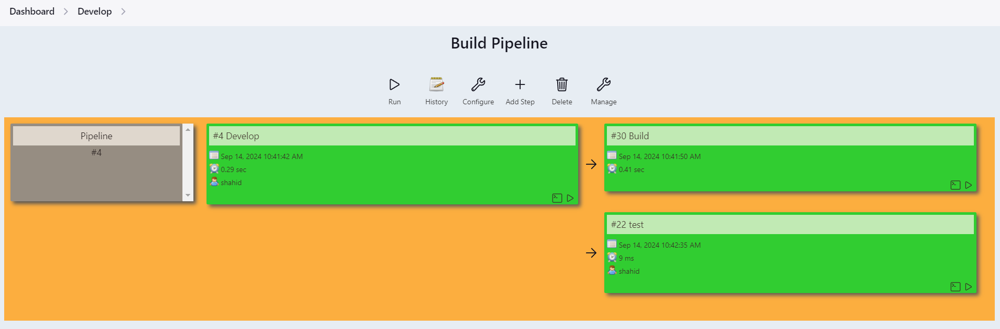 Dashboard > Develop >
Build Pipeline
Run History Configure Add Step Delete Manage
Pipeline
#4
#4 Develop
Sep 14, 2024 10:41:42 AM
0.29 sec
shahid
#30 Build
Sep 14, 2024 10:41:50 AM
0.41 sec
#22 test
Sep 14, 2024 10:42:35 AM
9 ms
shahid